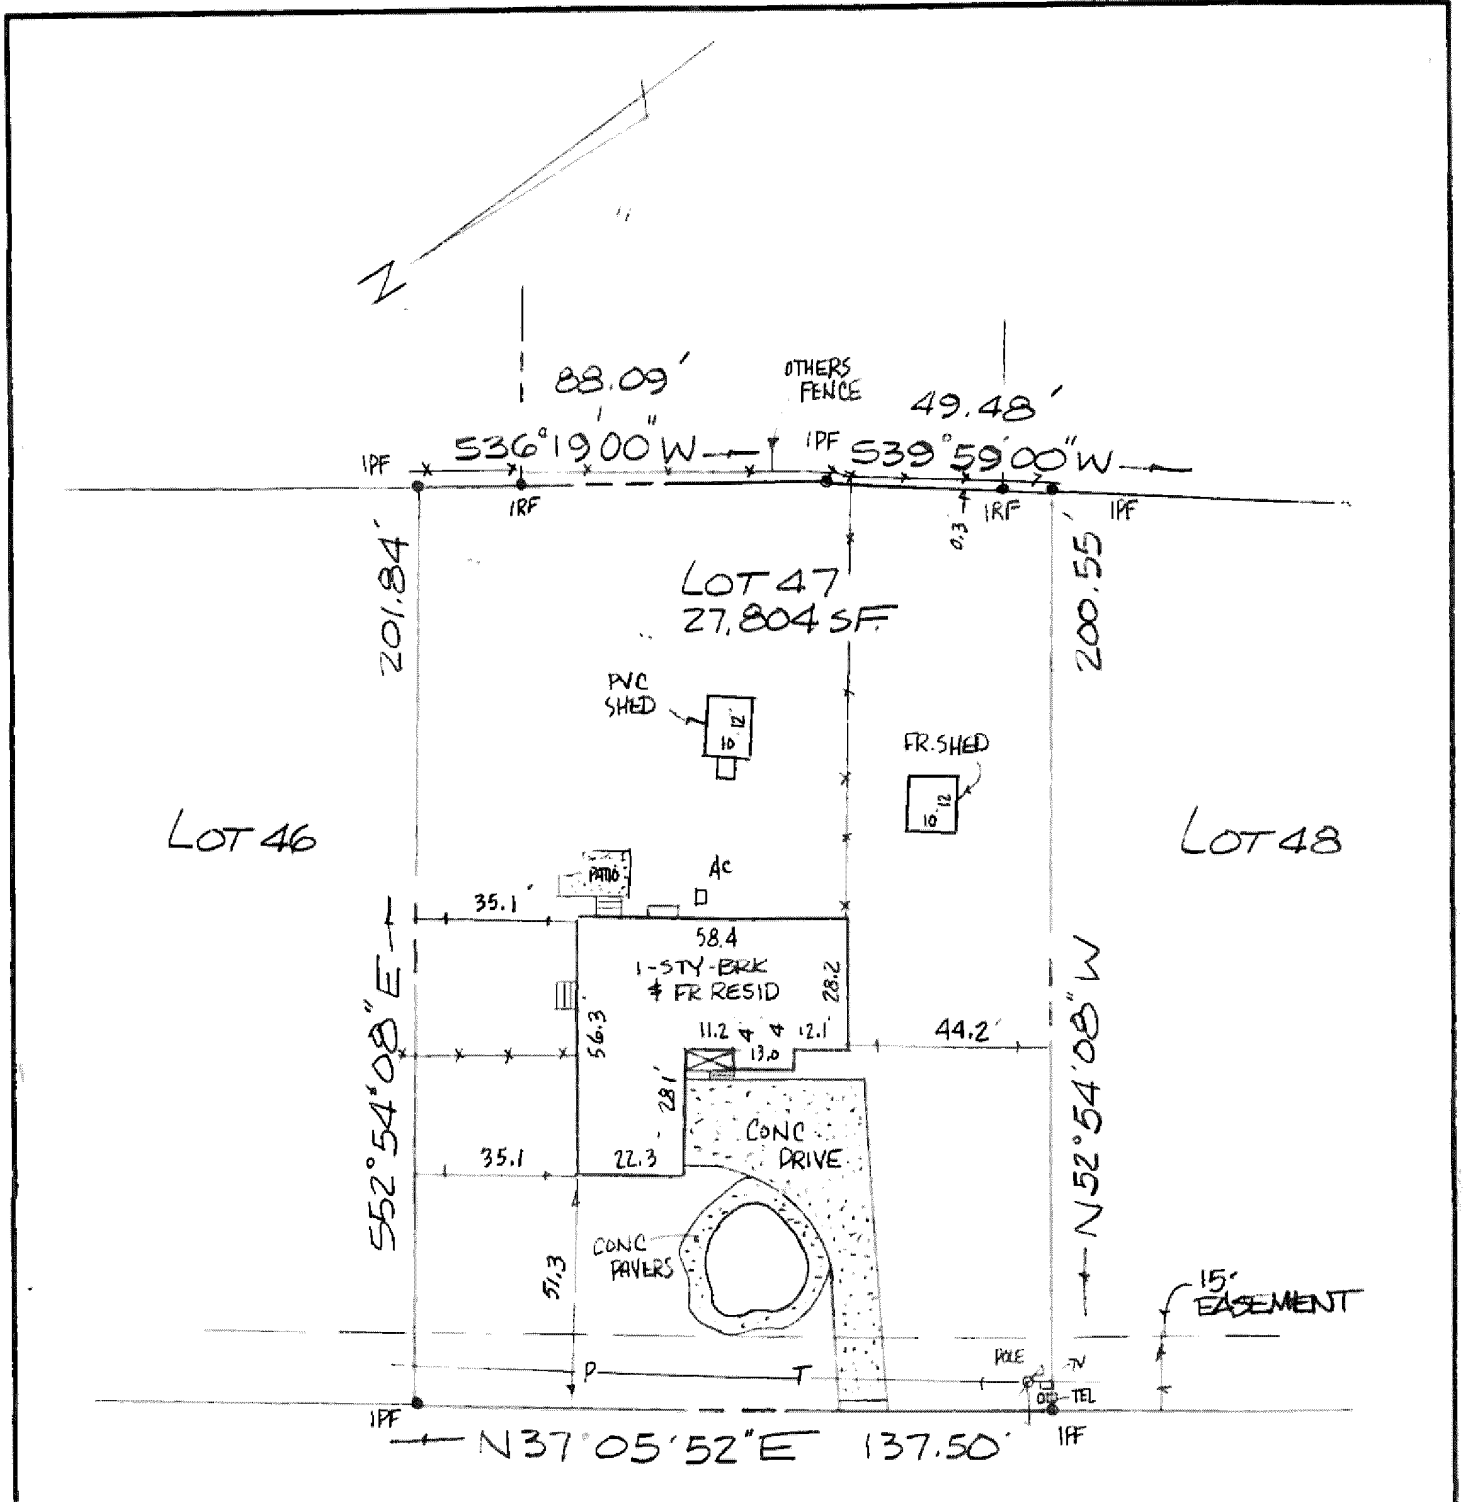 N
88.09'
S36°19'00"W
OTHERS
FENCE
49.48'
S39°59'00"W
IPF
IPF
IRF
IRF
IPF
0.3
201.84'
200.55'
LOT 47
27,804 SF.
PVC
SHED
12
10
FR. SHED
12
10
LOT 46
LOT 48
PATIO
AC
35.1'
58.4
1-STY-BRK
& FR RESID
28.2
56.3'
11.2
4
4
12.1'
13.0
44.2'
28.1'
S52°54'08"E
N52°54'08"W
CONC
DRIVE
35.1
22.3
CONC
PAVERS
51.3
15'
EASEMENT
P
T
POLE
TV
TEL
IPF
IPF
N37°05'52"E 137.50'